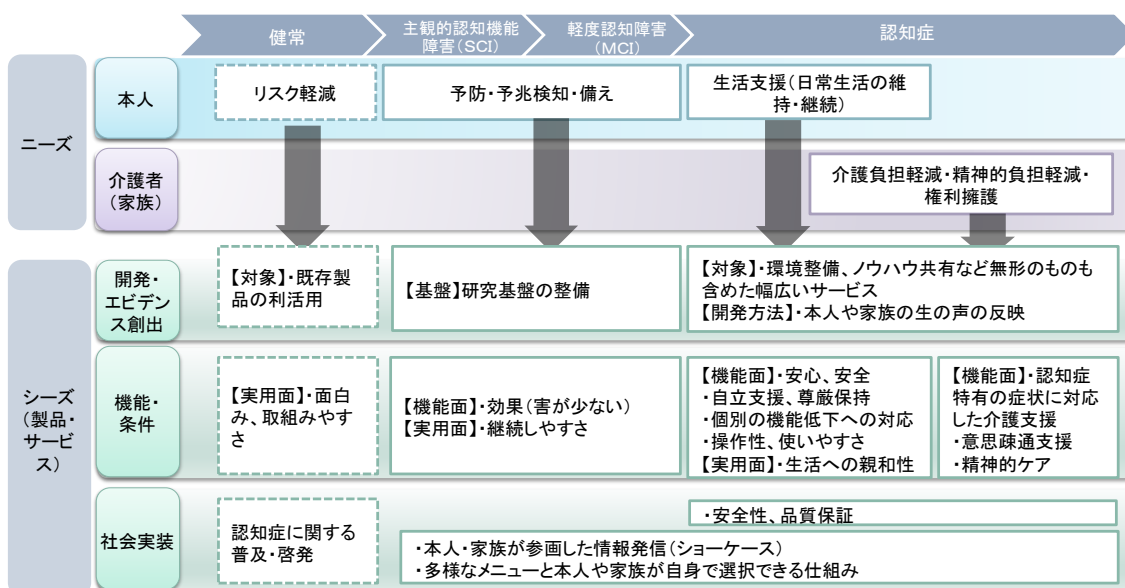 健常
主観的認知機能
障害(SCI)
軽度認知障害
(MCI)
認知症
ニーズ
本人
リスク軽減
予防・予兆検知・備え
生活支援(日常生活の維
持・継続)
介護者
(家族)
介護負担軽減・精神的負担軽減・
権利擁護
シーズ
(製品・
サービ
ス)
開発・
エビデン
ス創出
【対象】・既存製
品の利活用
【基盤】研究基盤の整備
【対象】・環境整備、ノウハウ共有など無形のものも
含めた幅広いサービス
【開発方法】・本人や家族の生の声の反映
機能・
条件
【実用面】・面白
み、取組みやす
さ
【機能面】・効果(害が少ない)
【実用面】・継続しやすさ
【機能面】・安心、安全
・自立支援、尊厳保持
・個別の機能低下への対応
・操作性、使いやすさ
【実用面】・生活への親和性
【機能面】・認知症
特有の症状に対応
した介護支援
・意思疎通支援
・精神的ケア
社会実装
認知症に関する
普及・啓発
・安全性、品質保証
・本人・家族が参画した情報発信(ショーケース)
・多様なメニューと本人や家族が自身で選択できる仕組み